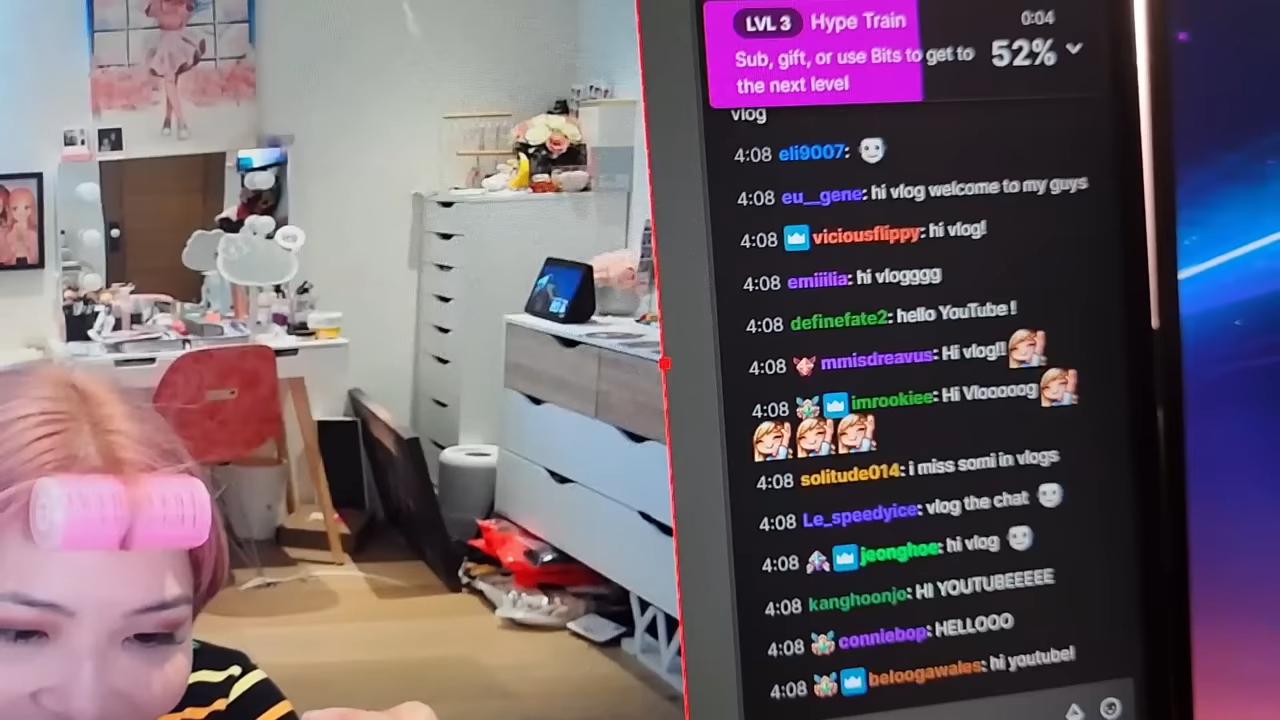 LVL 3 Hype Train 0:04
Sub, gift, or use Bits to get to 52%
the next level
vlog
4:08 eli9007:
4:08 eu__gene: hi vlog welcome to my guys
4:08 viciousflippy: hi vlog!
4:08 emiiilia: hi vlogggg
4:08 definefate2: hello YouTube !
4:08 mmisdreavus: Hi vlog!!
4:08 imrookiee: Hi Vlooooog
4:08 solitude014: i miss somi in vlogs
4:08 Le_speedyice: vlog the chat
4:08 jeonghoe: hi vlog
4:08 kanghoonjo: HI YOUTUBEEEEE
4:08 conniebop: HELLOOO
4:08 beloogawales: hi youtube!